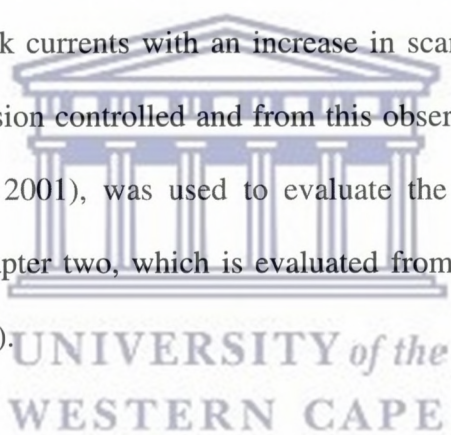 k currents with an increase in scan
sion controlled and from this obser
2001), was used to evaluate the
pter two, which is evaluated from
).
UNIVERSITY of the
WESTERN CAPE